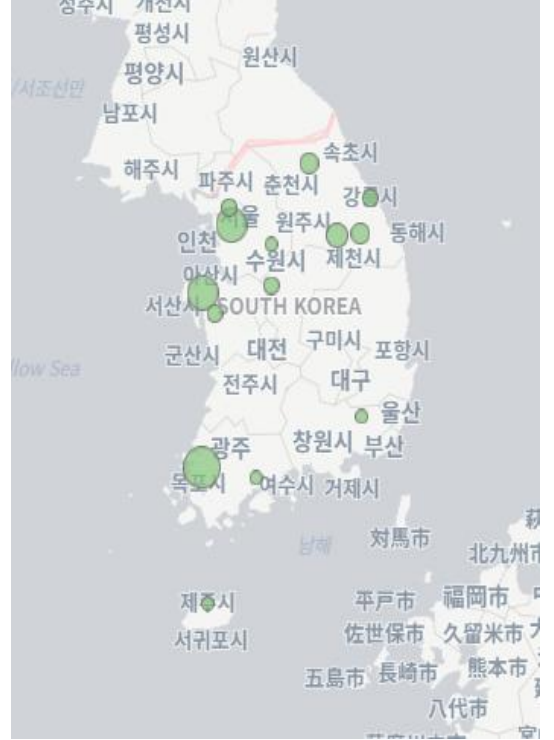 평성시
원산시
평양시
남포시
해주시
속초시
파주시
춘천시
원주시
동해시
인천
수원시
제천시
아산시
서산시
SOUTH KOREA
군산시
대전
구미시
포항시
전주시
대구
울산
광주
창원시
부산
목포시
여수시
거제시
남해
対馬市
北九州市
제주시
平戸市
福岡市
서귀포시
佐世保市
久留米市
五島市
長崎市
熊本市
八代市